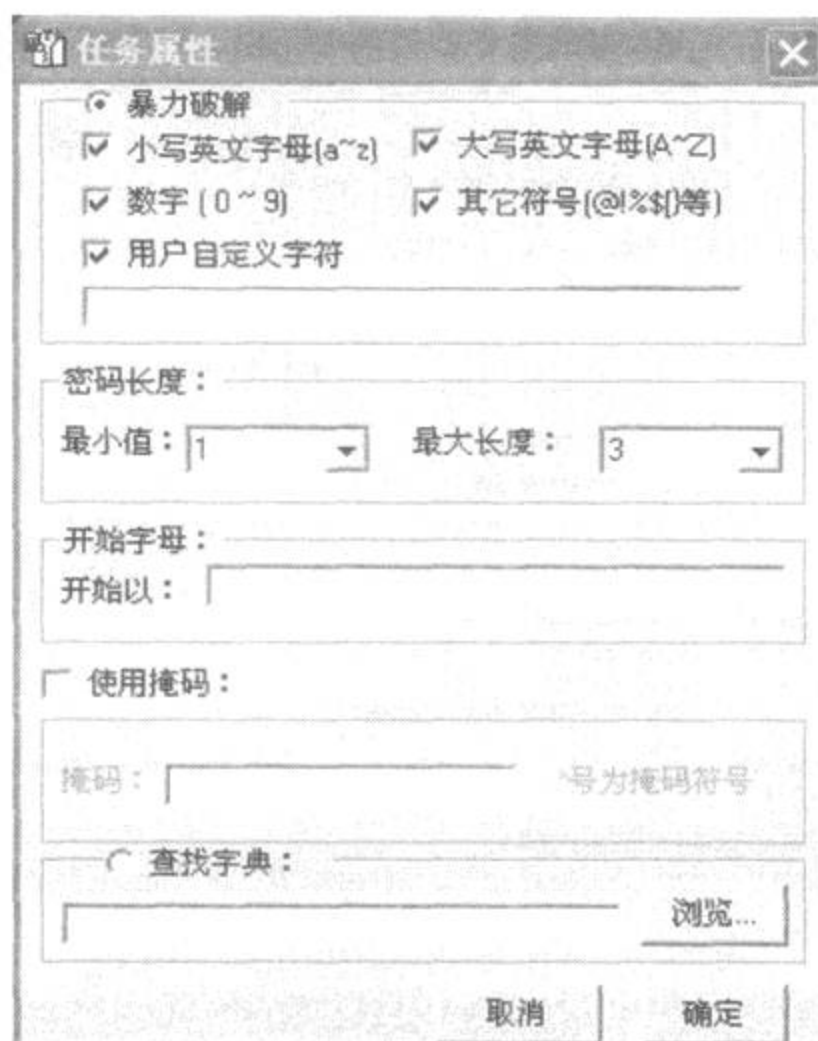 任务属性
暴力破解
小写英文字母(a~z) 大写英文字母(A~Z)
数字(0~9) 其它符号(@!%${}等)
用户自定义字符
密码长度：
最小值：1 最大长度：3
开始字母：
开始以：
使用掩码：
掩码： *号为掩码符号
查找字典：
浏览...
取消 确定